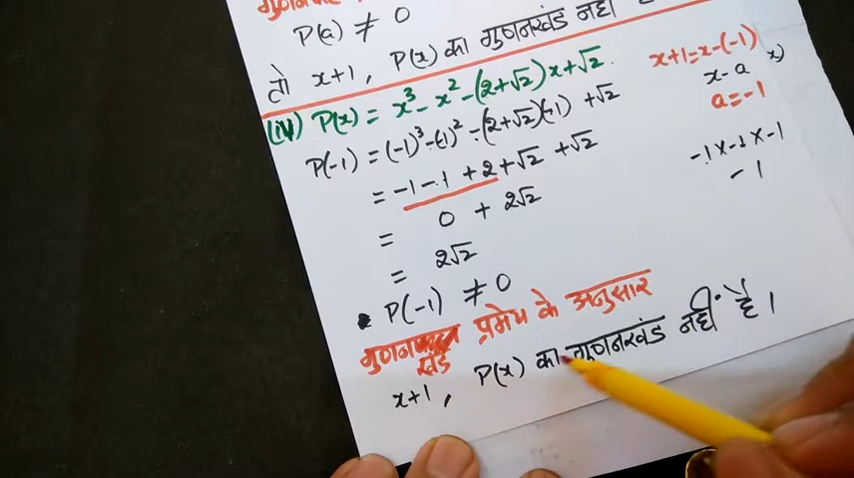 P(a) ≠ 0
तो x+1, P(x) का गुणनखंड नहीं
(iv) P(x) = x³ - x² - (2+√2)x + √2.
x+1 = x-(-1)
x-a x)
a = -1
P(-1) = (-1)³ - (-1)² - (2+√2)(-1) + √2
= -1 - 1 + 2 + √2 + √2
-1 x -1 x -1
-1
= 0 + 2√2
= 2√2
P(-1) ≠ 0
गुणनखंड प्रमेय के अनुसार
x+1, P(x) का गुणनखंड नहीं है।